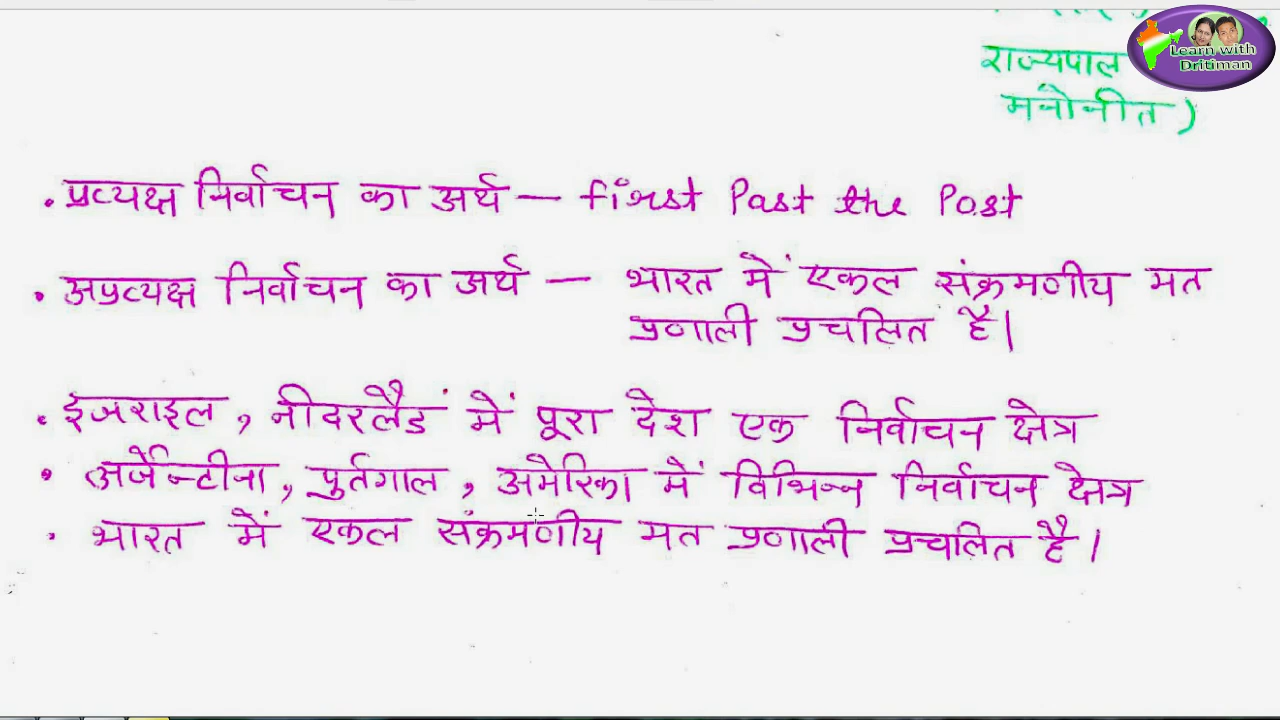 Learn with
Dritiman
राज्यपाल
मनोनीत)
• प्रत्यक्ष निर्वाचन का अर्थ — First Past the Post
• अप्रत्यक्ष निर्वाचन का अर्थ — भारत में एकल संक्रमणीय मत
प्रणाली प्रचलित है।
• इजराइल, नीदरलैंड में पूरा देश एक निर्वाचन क्षेत्र
• अर्जेन्टीना, पुर्तगाल, अमेरिका में विभिन्न निर्वाचन क्षेत्र
• भारत में एकल संक्रमणीय मत प्रणाली प्रचलित है।